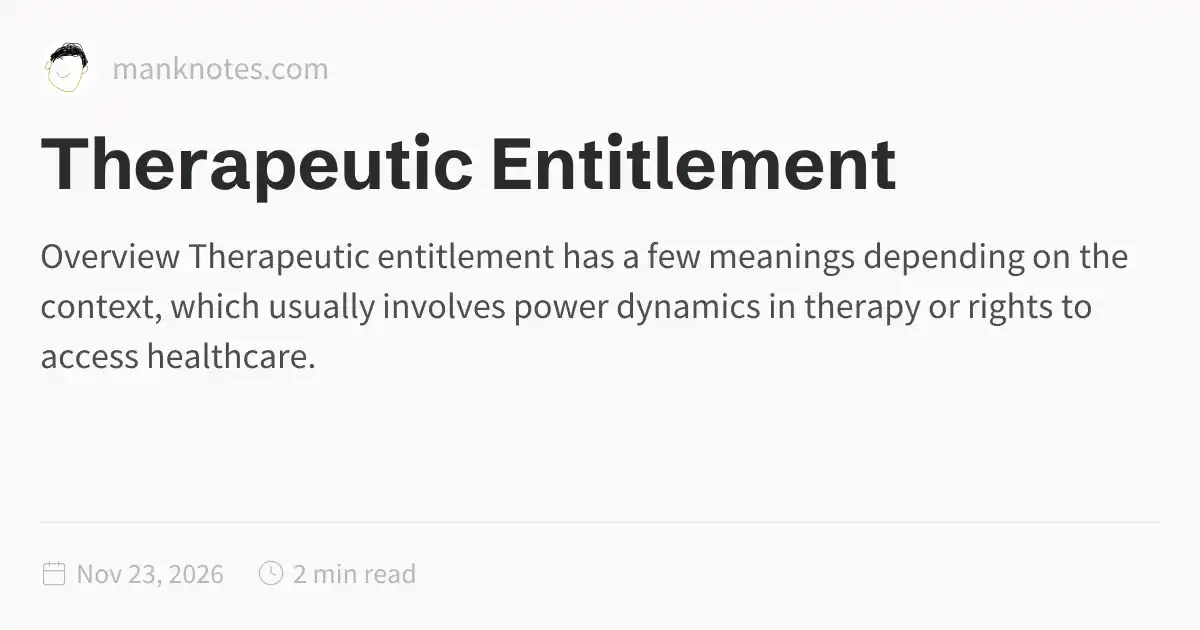 manknotes.com
Therapeutic Entitlement
Overview Therapeutic entitlement has a few meanings depending on the
context, which usually involves power dynamics in therapy or rights to
access healthcare.
Nov 23, 2026 2 min read